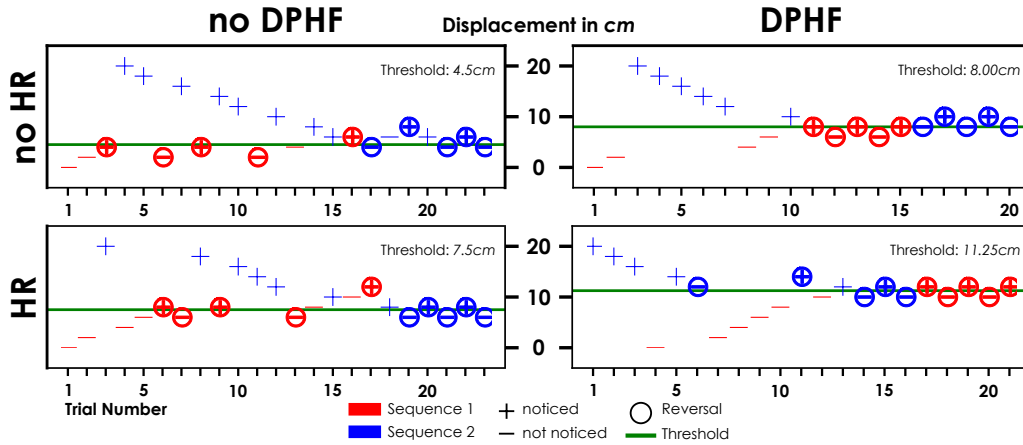 no DPHF
Displacement in cm
DPHF
no HR
Threshold: 4.5cm
20
10
0
Threshold: 8.00cm
1 5 10 15 20
1 5 10 15 20
HR
Threshold: 7.5cm
20
10
0
Threshold: 11.25cm
1 5 10 15 20
1 5 10 15 20
Trial Number
Sequence 1
noticed
Reversal
Sequence 2
not noticed
Threshold